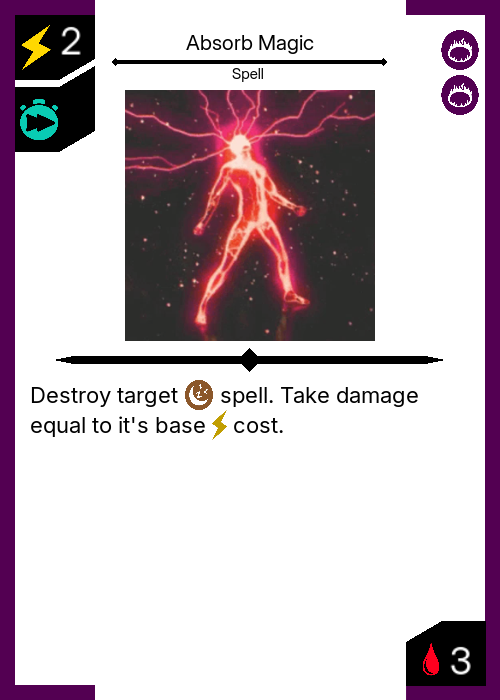 2
Absorb Magic
Spell
Destroy target spell. Take damage
equal to it's base cost.
3